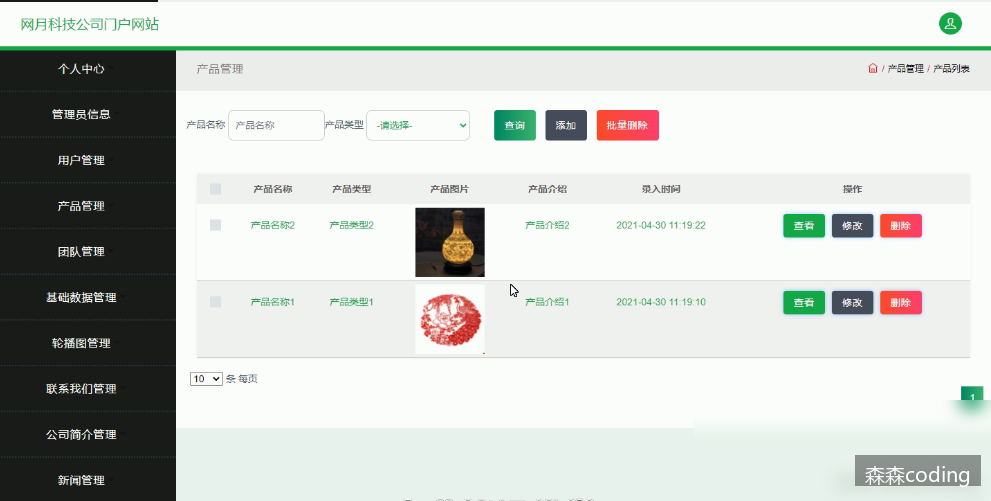 网月科技公司门户网站
个人中心
管理员信息
用户管理
产品管理
团队管理
基础数据管理
轮播图管理
联系我们管理
公司简介管理
新闻管理
产品管理
/ 产品管理 / 产品列表
产品名称 产品名称 产品类型 -请选择- 查询 添加 批量删除
产品名称 产品类型 产品图片 产品介绍 录入时间 操作
产品名称2 产品类型2 产品介绍2 2021-04-30 11:19:22 查看 修改 删除
产品名称1 产品类型1 产品介绍1 2021-04-30 11:19:10 查看 修改 删除
10 条 每页
1
森森coding